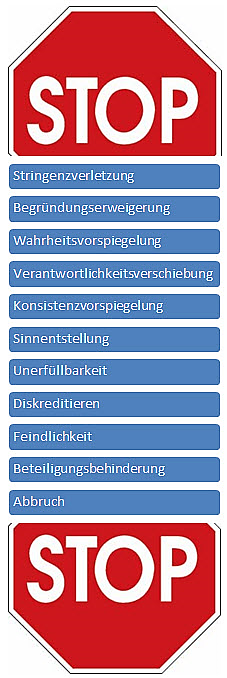 STOP
Stringenzverletzung
Begründungserweigerung
Wahrheitsvorspiegelung
Verantwortlichkeitsverschiebung
Konsistenzvorspiegelung
Sinnentstellung
Unerfüllbarkeit
Diskreditieren
Feindlichkeit
Beteiligungsbehinderung
Abbruch
STOP